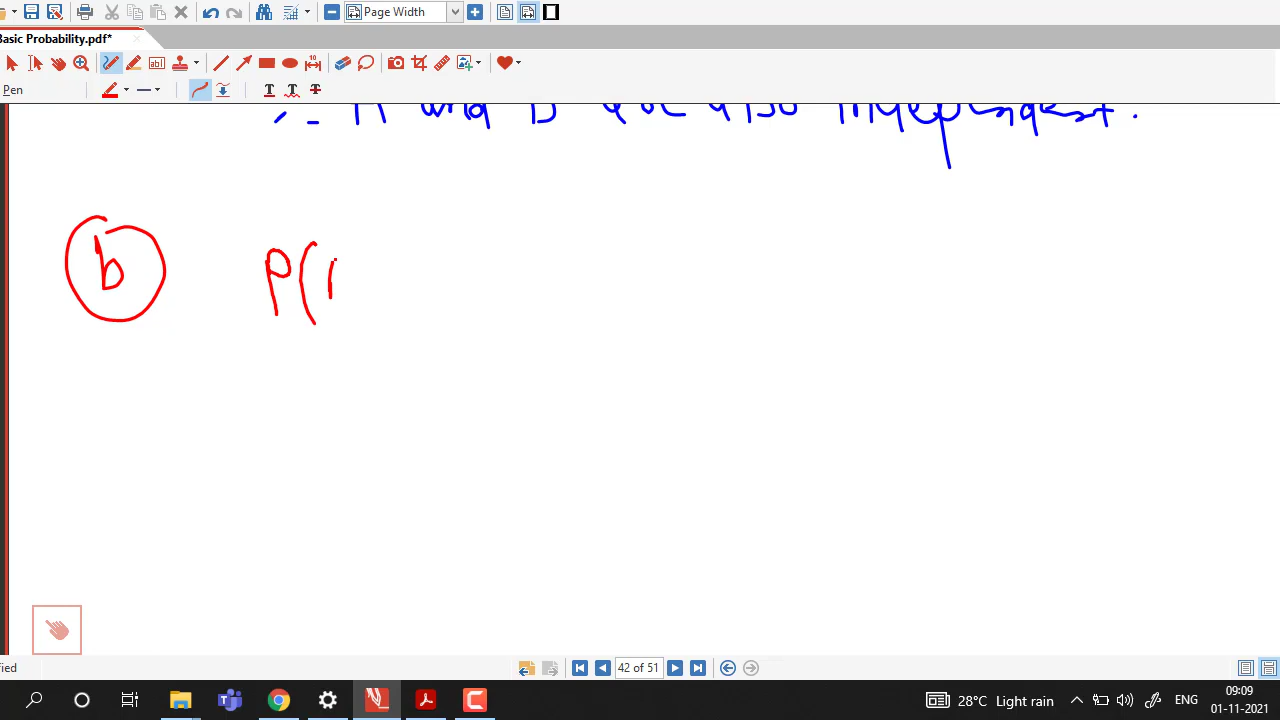 Page Width
Basic Probability.pdf*
Pen
and are also independent.
b P(
42 of 51
28°C Light rain ENG 09:09
01-11-2021